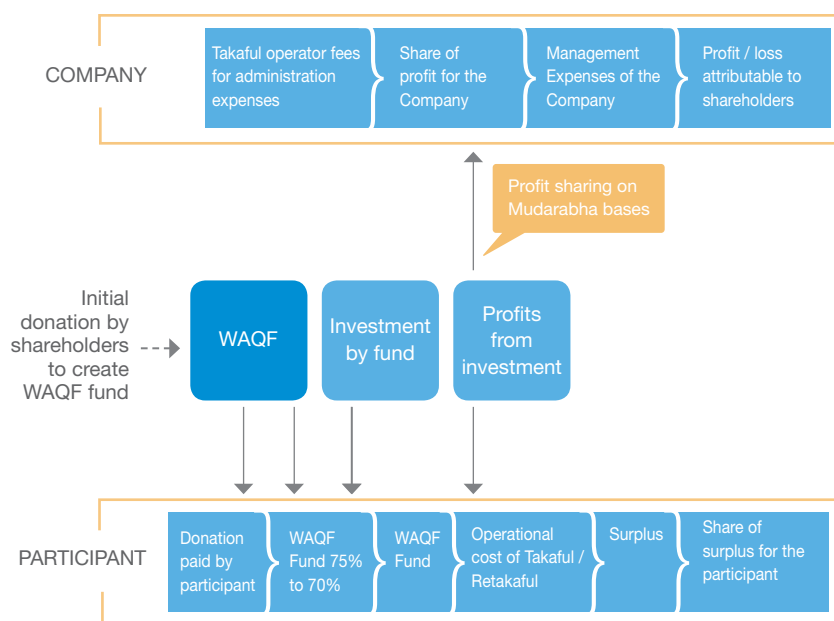 COMPANY
Takaful operator fees
for administration
expenses
Share of
profit for the
Company
Management
Expenses of the
Company
Profit / loss
attributable to
shareholders
Profit sharing on
Mudarabha bases
Initial
donation by
shareholders
to create
WAQF fund
WAQF
Investment
by fund
Profits
from
investment
PARTICIPANT
Donation
paid by
participant
WAQF
Fund 75%
to 70%
WAQF
Fund
Operational
cost of Takaful /
Retakaful
Surplus
Share of
surplus for the
participant